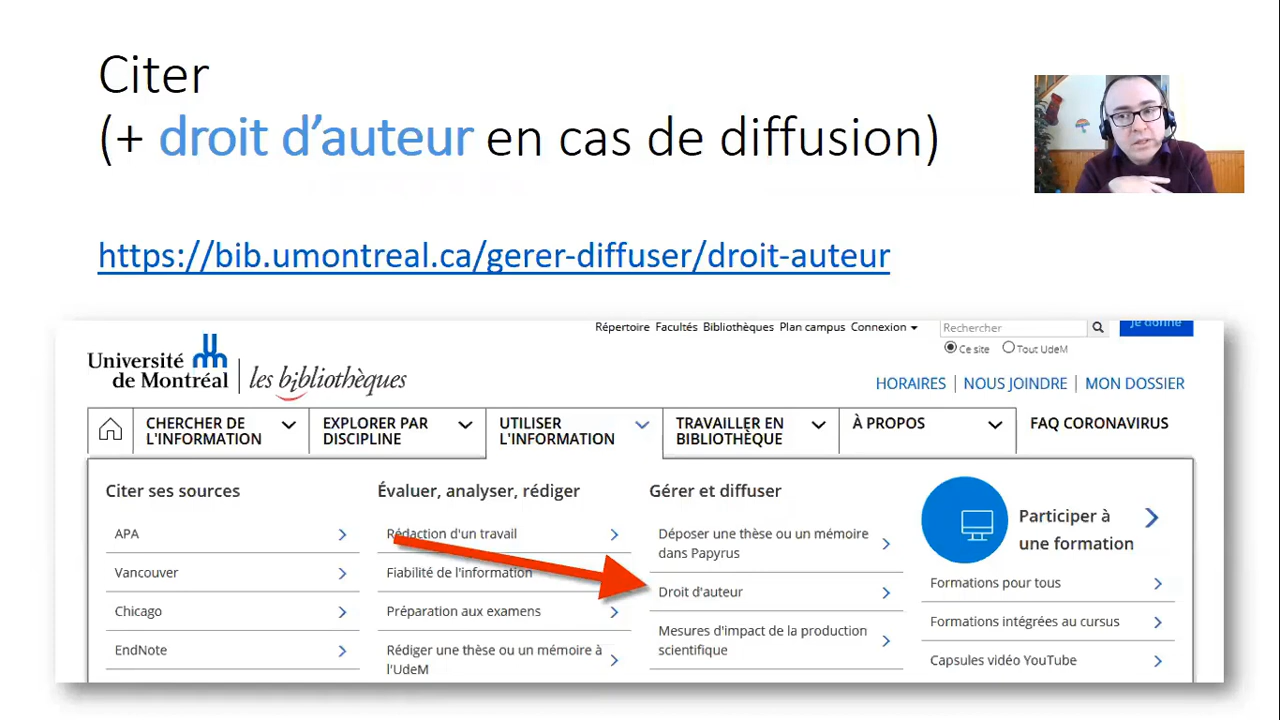 Citer
(+ droit d’auteur en cas de diffusion)
https://bib.umontreal.ca/gerer-diffuser/droit-auteur
Répertoire Facultés Bibliothèques Plan campus Connexion
Rechercher
Je donne
Ce site Tout UdeM
Université
de Montréal
les bibliothèques
HORAIRES | NOUS JOINDRE | MON DOSSIER
CHERCHER DE
L'INFORMATION
EXPLORER PAR
DISCIPLINE
UTILISER
L'INFORMATION
TRAVAILLER EN
BIBLIOTHÈQUE
À PROPOS
FAQ CORONAVIRUS
Citer ses sources
APA
Vancouver
Chicago
EndNote
Évaluer, analyser, rédiger
Rédaction d'un travail
Fiabilité de l'information
Préparation aux examens
Rédiger une thèse ou un mémoire à
l'UdeM
Gérer et diffuser
Déposer une thèse ou un mémoire
dans Papyrus
Droit d'auteur
Mesures d'impact de la production
scientifique
Participer à
une formation
Formations pour tous
Formations intégrées au cursus
Capsules vidéo YouTube